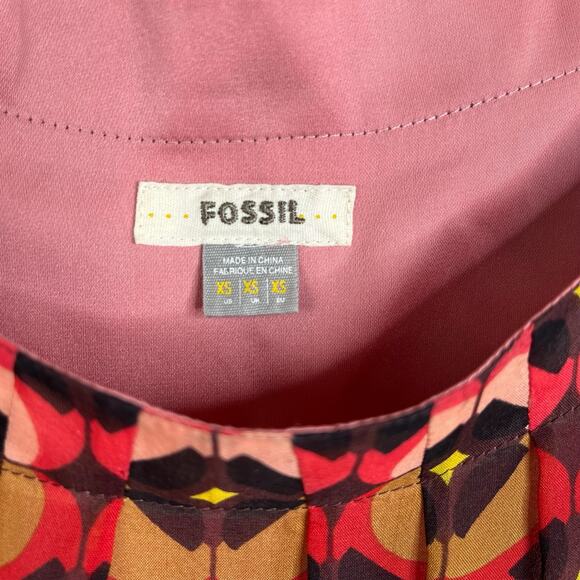 FOSSIL
MADE IN CHINA
FABRIQUE EN CHINE
XS XS XS
US UK EU